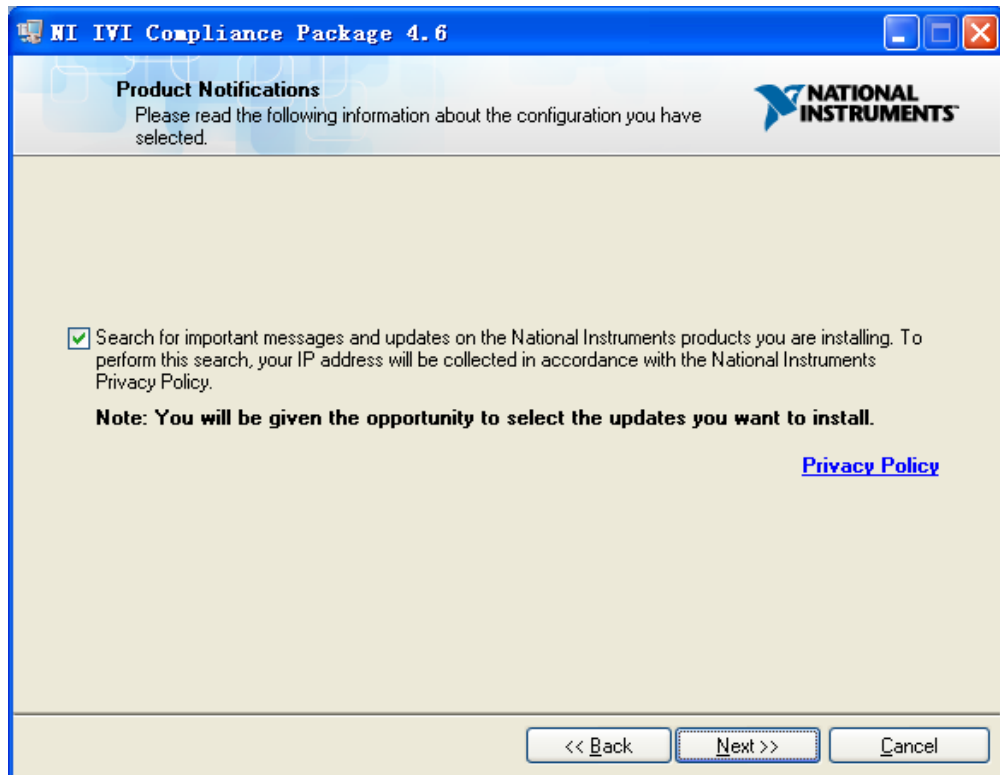 NI IVI Compliance Package 4.6
Product Notifications
Please read the following information about the configuration you have
selected.
NATIONAL
INSTRUMENTS™
Search for important messages and updates on the National Instruments products you are installing. To
perform this search, your IP address will be collected in accordance with the National Instruments
Privacy Policy.
Note: You will be given the opportunity to select the updates you want to install.
Privacy Policy
<< Back
Next >>
Cancel